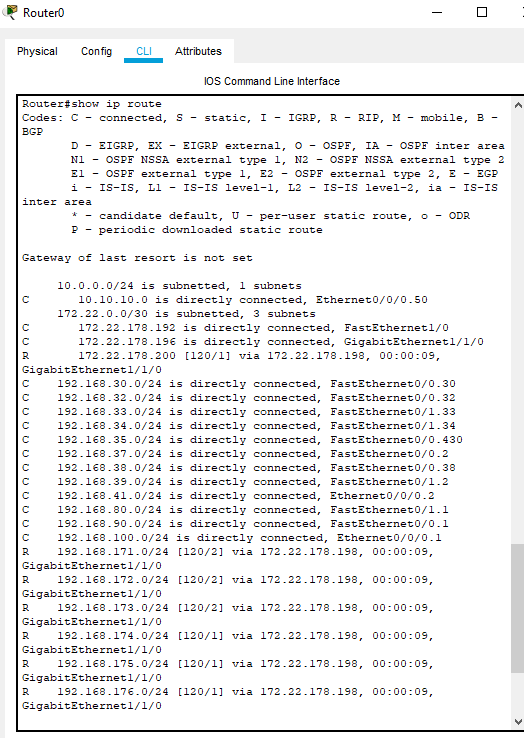 Router0
Physical Config CLI Attributes
IOS Command Line Interface
Router#show ip route
Codes: C - connected, S - static, I - IGRP, R - RIP, M - mobile, B -
BGP
D - EIGRP, EX - EIGRP external, O - OSPF, IA - OSPF inter area
N1 - OSPF NSSA external type 1, N2 - OSPF NSSA external type 2
E1 - OSPF external type 1, E2 - OSPF external type 2, E - EGP
i - IS-IS, L1 - IS-IS level-1, L2 - IS-IS level-2, ia - IS-IS
inter area
* - candidate default, U - per-user static route, o - ODR
P - periodic downloaded static route
Gateway of last resort is not set
10.0.0.0/24 is subnetted, 1 subnets
C 10.10.10.0 is directly connected, Ethernet0/0/0.50
172.22.0.0/30 is subnetted, 3 subnets
C 172.22.178.192 is directly connected, FastEthernet1/0
C 172.22.178.196 is directly connected, GigabitEthernet1/1/0
R 172.22.178.200 [120/1] via 172.22.178.198, 00:00:09,
GigabitEthernet1/1/0
C 192.168.30.0/24 is directly connected, FastEthernet0/0.30
C 192.168.32.0/24 is directly connected, FastEthernet0/0.32
C 192.168.33.0/24 is directly connected, FastEthernet0/1.33
C 192.168.34.0/24 is directly connected, FastEthernet0/1.34
C 192.168.35.0/24 is directly connected, FastEthernet0/0.430
C 192.168.37.0/24 is directly connected, FastEthernet0/0.2
C 192.168.38.0/24 is directly connected, FastEthernet0/0.38
C 192.168.39.0/24 is directly connected, FastEthernet0/1.2
C 192.168.41.0/24 is directly connected, Ethernet0/0/0.2
C 192.168.80.0/24 is directly connected, FastEthernet0/1.1
C 192.168.90.0/24 is directly connected, FastEthernet0/0.1
C 192.168.100.0/24 is directly connected, Ethernet0/0/0.1
R 192.168.171.0/24 [120/2] via 172.22.178.198, 00:00:09,
GigabitEthernet1/1/0
R 192.168.172.0/24 [120/2] via 172.22.178.198, 00:00:09,
GigabitEthernet1/1/0
R 192.168.173.0/24 [120/2] via 172.22.178.198, 00:00:09,
GigabitEthernet1/1/0
R 192.168.174.0/24 [120/1] via 172.22.178.198, 00:00:09,
GigabitEthernet1/1/0
R 192.168.175.0/24 [120/1] via 172.22.178.198, 00:00:09,
GigabitEthernet1/1/0
R 192.168.176.0/24 [120/1] via 172.22.178.198, 00:00:09,
GigabitEthernet1/1/0